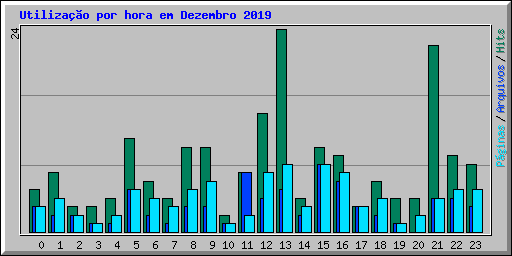 Utilização por hora em Dezembro 2019
24
Páginas / Arquivos / Hits
0 1 2 3 4 5 6 7 8 9 10 11 12 13 14 15 16 17 18 19 20 21 22 23